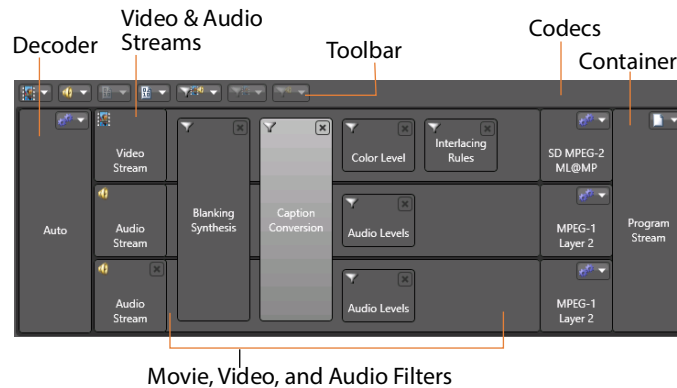 Video & Audio
Streams
Decoder
Toolbar
Codecs
Container
Video
Stream
Color Level
Interlacing
Rules
SD MPEG-2
ML@MP
Auto
Audio
Stream
Blanking
Synthesis
Caption
Conversion
Audio Levels
MPEG-1
Layer 2
Program
Stream
Audio
Stream
Audio Levels
MPEG-1
Layer 2
Movie, Video, and Audio Filters